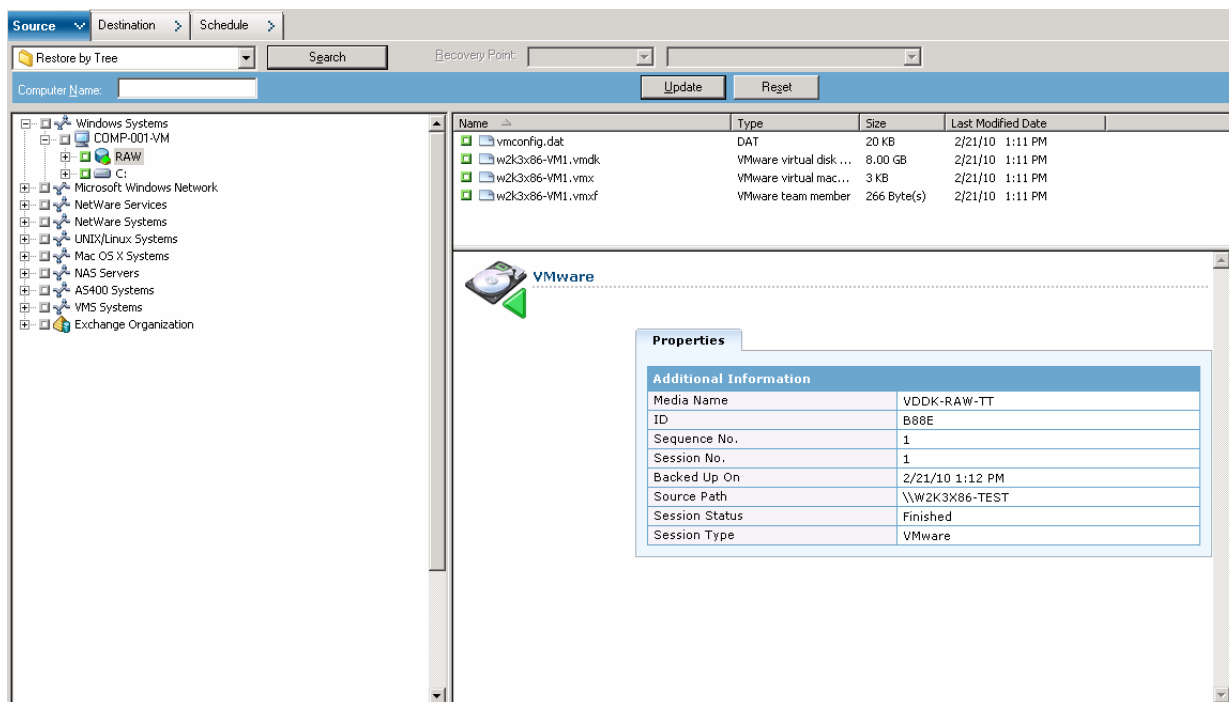 Source Destination Schedule
Restore by Tree Search Recovery Point:
Computer Name: Update Reset
Windows Systems
COMP-001-VM
RAW
C:
Microsoft Windows Network
NetWare Services
NetWare Systems
UNIX/Linux Systems
Mac OS X Systems
NAS Servers
AS400 Systems
VMS Systems
Exchange Organization
Name Type Size Last Modified Date
vmconfig.dat DAT 20 KB 2/21/10 1:11 PM
w2k3x86-VM1.vmdk VMware virtual disk ... 8.00 GB 2/21/10 1:11 PM
w2k3x86-VM1.vmx VMware virtual mac... 3 KB 2/21/10 1:11 PM
w2k3x86-VM1.vmxf VMware team member 266 Byte(s) 2/21/10 1:11 PM
VMware
Properties
Additional Information
Media Name VDDK-RAW-TT
ID B88E
Sequence No. 1
Session No. 1
Backed Up On 2/21/10 1:12 PM
Source Path \\W2K3X86-TEST
Session Status Finished
Session Type VMware